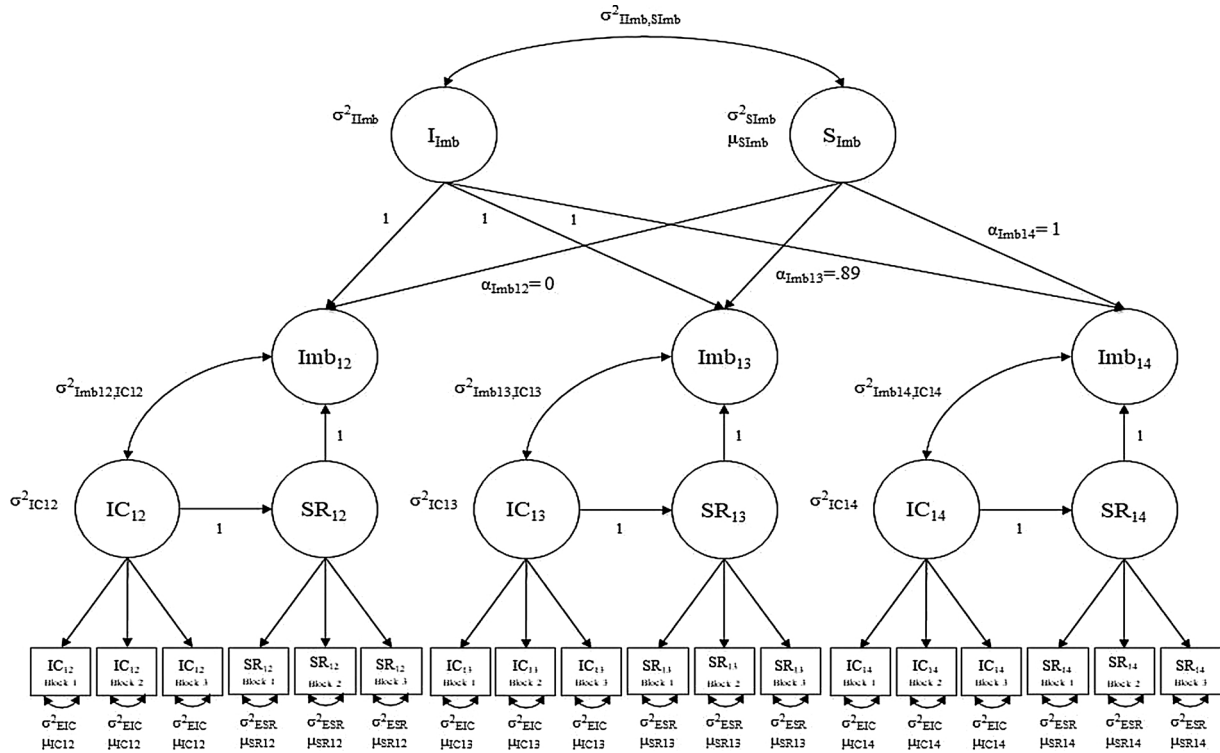 σ²IImb,SImb
σ²IImb
I Imb
σ²SImb
μSImb
S Imb
1
1
1
αImb14= 1
αImb12= 0
αImb13=.89
Imb12
Imb13
Imb14
σ²Imb12,IC12
σ²Imb13,IC13
σ²Imb14,IC14
1
1
1
σ²IC12
IC12
SR12
σ²IC13
IC13
SR13
σ²IC14
IC14
SR14
1
1
1
IC12 IC12 IC12 SR12 SR12 SR12 IC13 IC13 IC13 SR13 SR13 SR13 IC14 IC14 IC14 SR14 SR14 SR14
Block 1 Block 2 Block 3 Block 1 Block 2 Block 3 Block 1 Block 2 Block 3 Block 1 Block 2 Block 3 Block 1 Block 2 Block 3 Block 1 Block 2 Block 3
σ²EIC σ²EIC σ²EIC σ²ESR σ²ESR σ²ESR σ²EIC σ²EIC σ²EIC σ²ESR σ²ESR σ²ESR σ²EIC σ²EIC σ²EIC σ²ESR σ²ESR σ²ESR
μIC12 μIC12 μIC12 μSR12 μSR12 μSR12 μIC13 μIC13 μIC13 μSR13 μSR13 μSR13 μIC14 μIC14 μIC14 μSR14 μSR14 μSR14